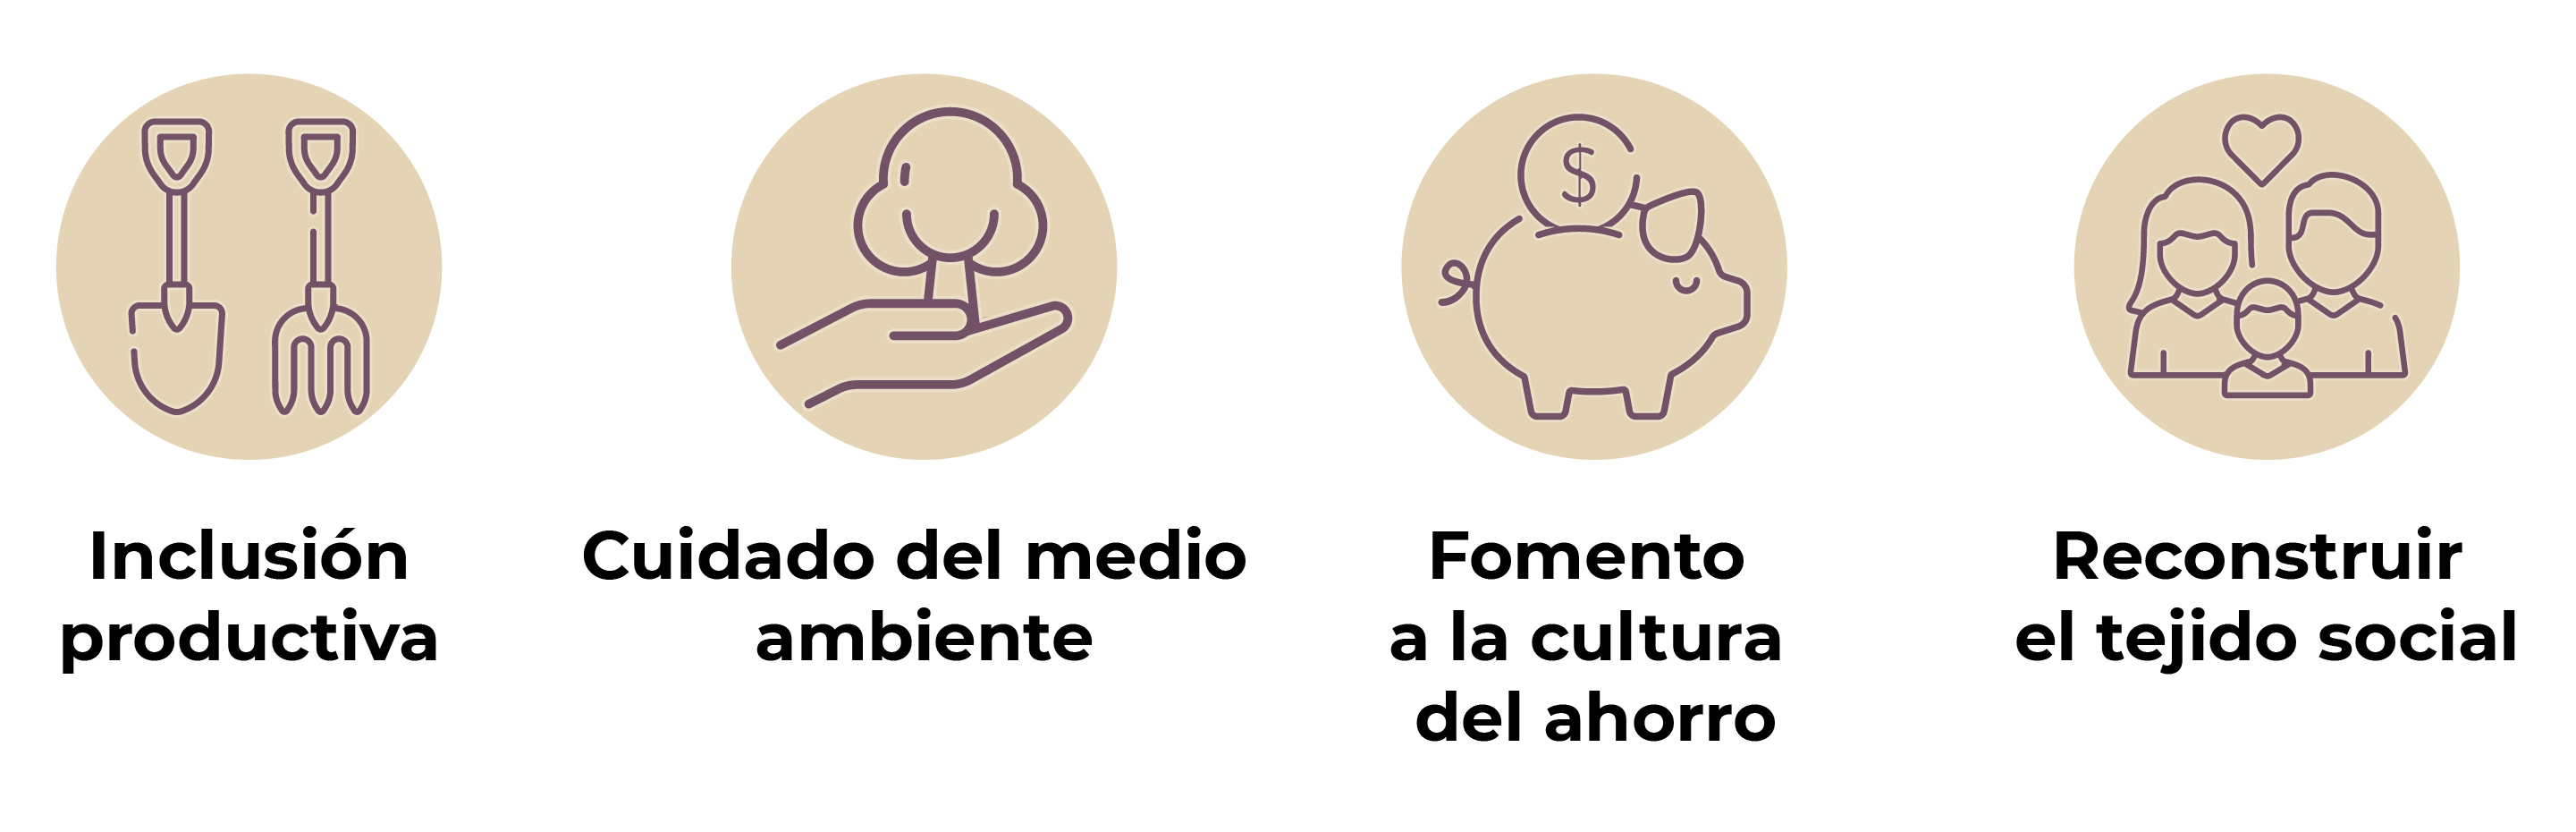 Inclusión
productiva
Cuidado del medio
ambiente
$
Fomento
a la cultura
del ahorro
Reconstruir
el tejido social